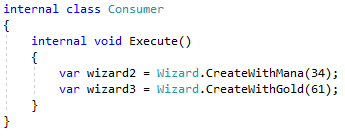 internal class Consumer
{
    internal void Execute()
    {
        var wizard2 = Wizard.CreateWithMana(34);
        var wizard3 = Wizard.CreateWithGold(61);
    }
}